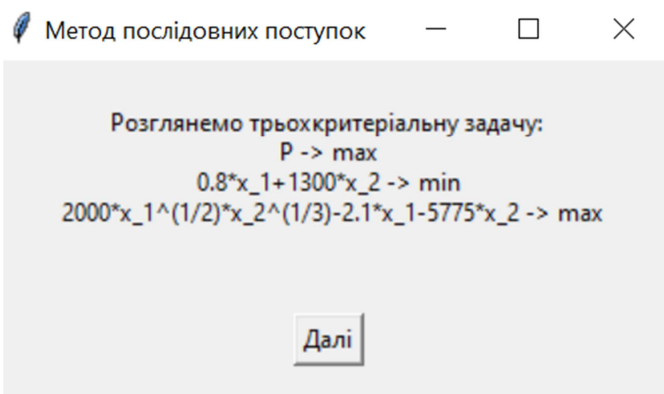 Метод послідовних поступок
Розглянемо трьохкритеріальну задачу:
P -> max
0.8*x_1+1300*x_2 -> min
2000*x_1^(1/2)*x_2^(1/3)-2.1*x_1-5775*x_2 -> max
Далі